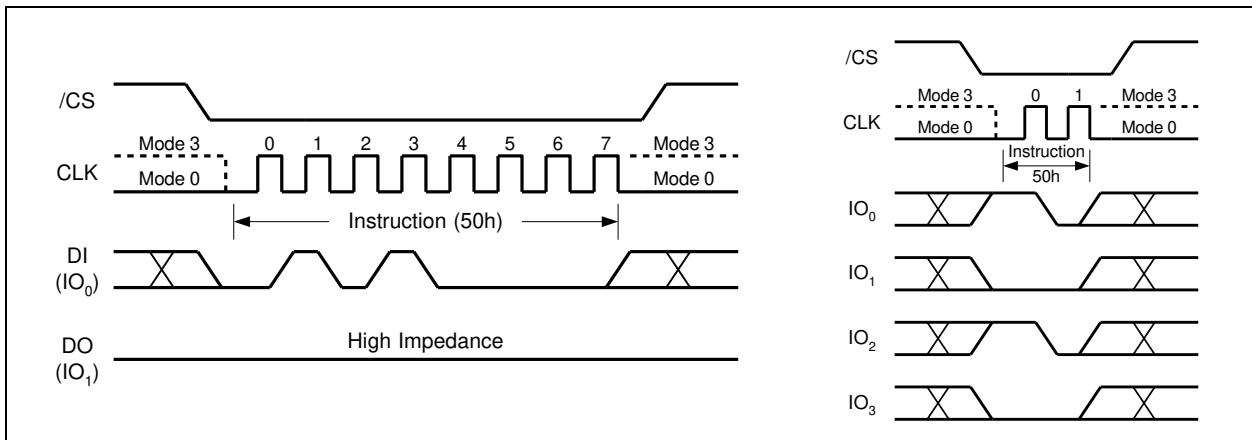 /CS
Mode 3
0 1 2 3 4 5 6 7
Mode 3
CLK
Mode 0
Mode 0
Instruction (50h)
DI
(IO₀)
High Impedance
DO
(IO₁)
/CS
Mode 3
0 1
Mode 3
CLK
Mode 0
Mode 0
Instruction
50h
IO₀
IO₁
IO₂
IO₃